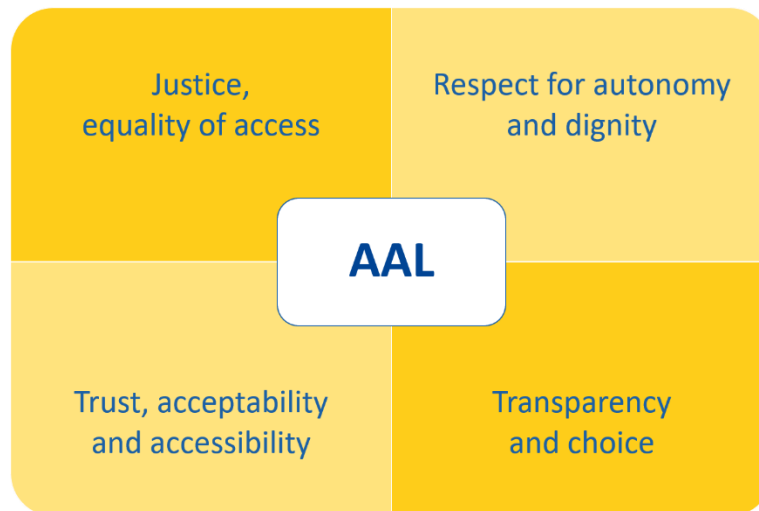 Justice,
equality of access
Respect for autonomy
and dignity
AAL
Trust, acceptability
and accessibility
Transparency
and choice